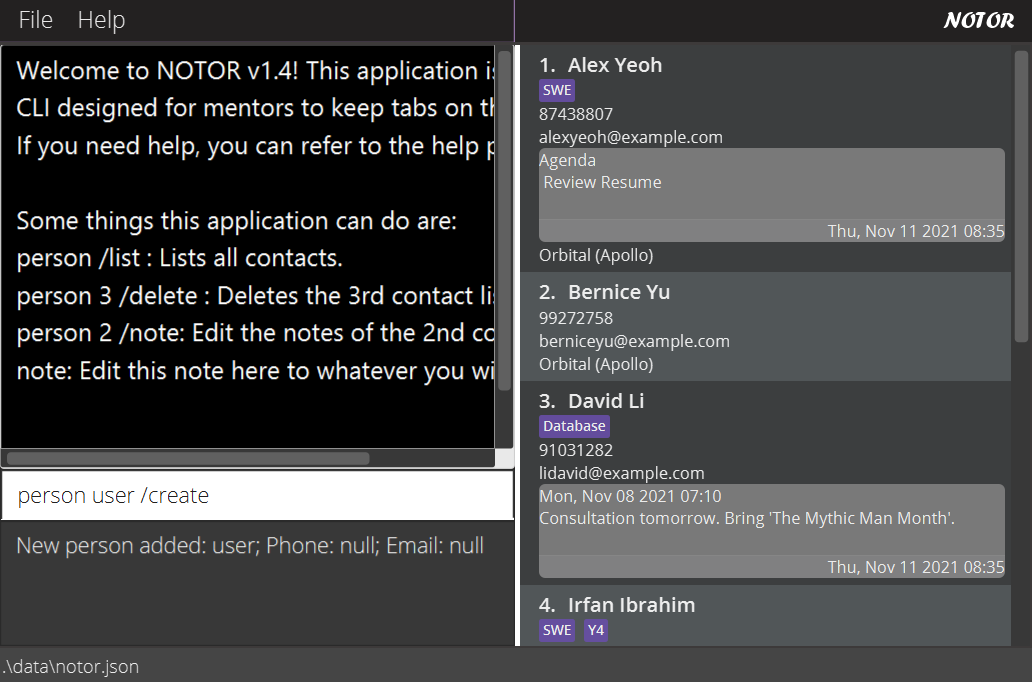 File Help
NOTOR
Welcome to NOTOR v1.4! This application is
CLI designed for mentors to keep tabs on th
If you need help, you can refer to the help p
Some things this application can do are:
person /list : Lists all contacts.
person 3 /delete : Deletes the 3rd contact li
person 2 /note: Edit the notes of the 2nd co
note: Edit this note here to whatever you wi
person user /create
New person added: user; Phone: null; Email: null
1. Alex Yeoh
SWE
87438807
alexyeoh@example.com
Agenda
Review Resume
Thu, Nov 11 2021 08:35
Orbital (Apollo)
2. Bernice Yu
99272758
berniceyu@example.com
Orbital (Apollo)
3. David Li
Database
91031282
lidavid@example.com
Mon, Nov 08 2021 07:10
Consultation tomorrow. Bring 'The Mythic Man Month'.
Thu, Nov 11 2021 08:35
4. Irfan Ibrahim
SWE Y4
.\data\notor.json